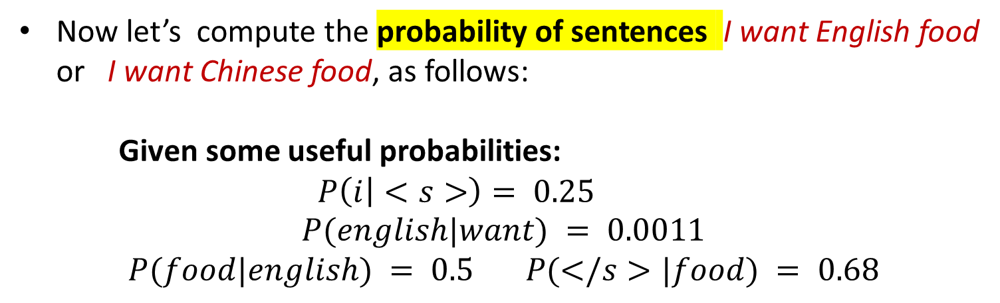 • Now let's compute the probability of sentences I want English food
or I want Chinese food, as follows:
Given some useful probabilities:
P(i| < s >) = 0.25
P(english|want) = 0.0011
P(food|english) = 0.5 P(</s > |food) = 0.68